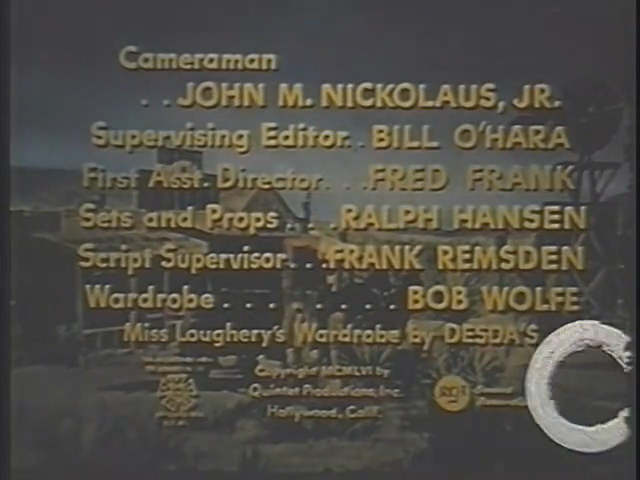 Cameraman
. . JOHN M. NICKOLAUS, JR.
Supervising Editor. . BILL O'HARA
First Asst. Director. . . FRED FRANK
Sets and Props . . . RALPH HANSEN
Script Supervisor. . . FRANK REMSDEN
Wardrobe . . . . . . . . BOB WOLFE
Miss Loughery's Wardrobe by DESDA'S
Copyright MCMLVI by
Quintet Productions, Inc.
Hollywood, Calif.
RCA Sound
C